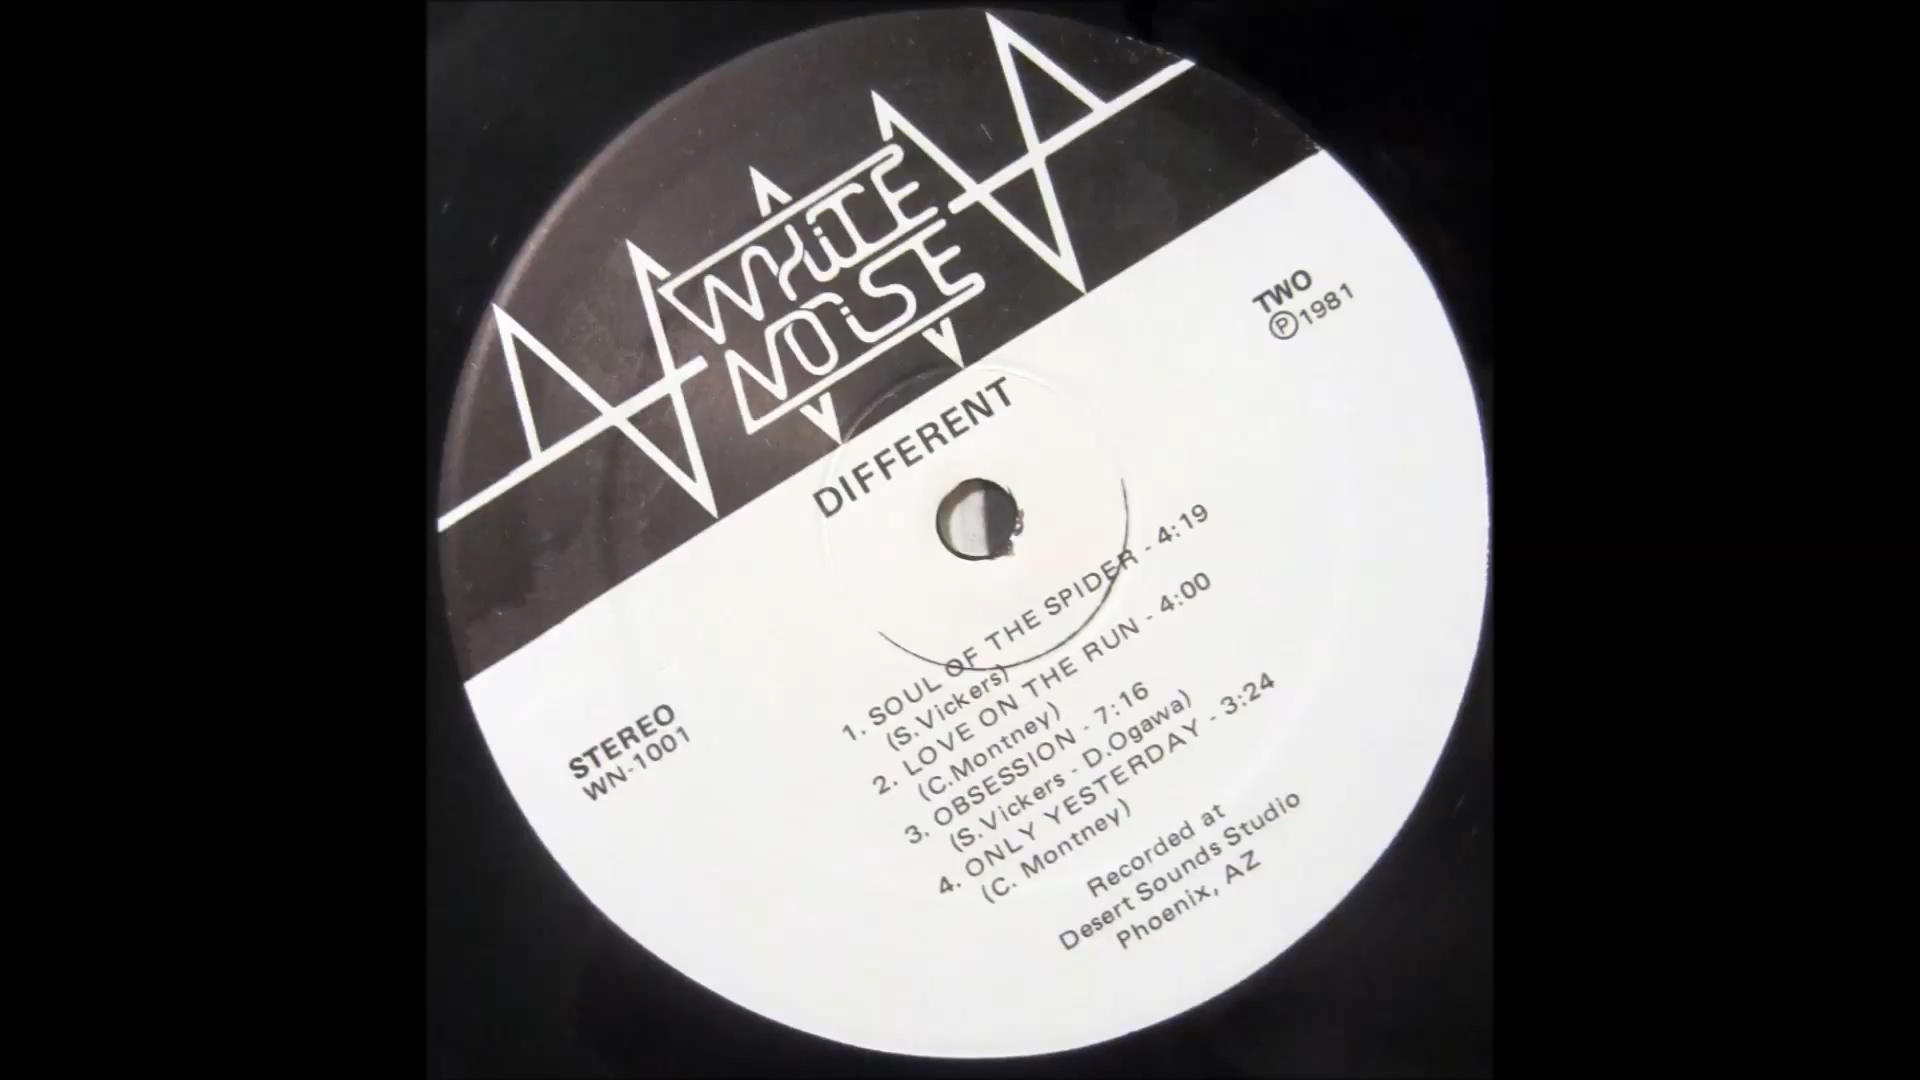 WHITE
NOISE
DIFFERENT
TWO
Ⓟ1981
STEREO
WN-1001
1. SOUL OF THE SPIDER - 4:19
(S.Vickers)
2. LOVE ON THE RUN - 4:00
(C.Montney)
3. OBSESSION - 7:16
(S.Vickers - D.Ogawa)
4. ONLY YESTERDAY - 3:24
(C. Montney)
Recorded at
Desert Sounds Studio
Phoenix, AZ